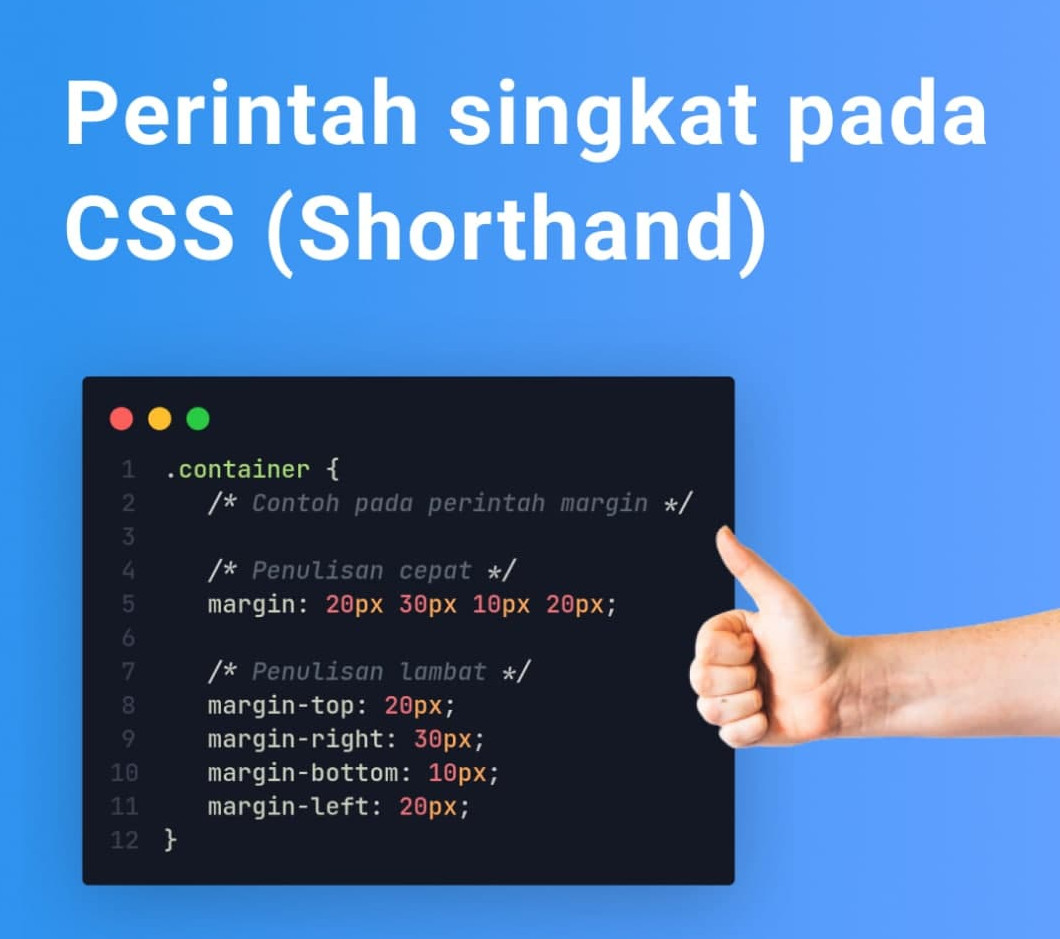 Perintah singkat pada
CSS (Shorthand)
1 .container {
2 /* Contoh pada perintah margin */
3
4 /* Penulisan cepat */
5 margin: 20px 30px 10px 20px;
6
7 /* Penulisan lambat */
8 margin-top: 20px;
9 margin-right: 30px;
10 margin-bottom: 10px;
11 margin-left: 20px;
12 }